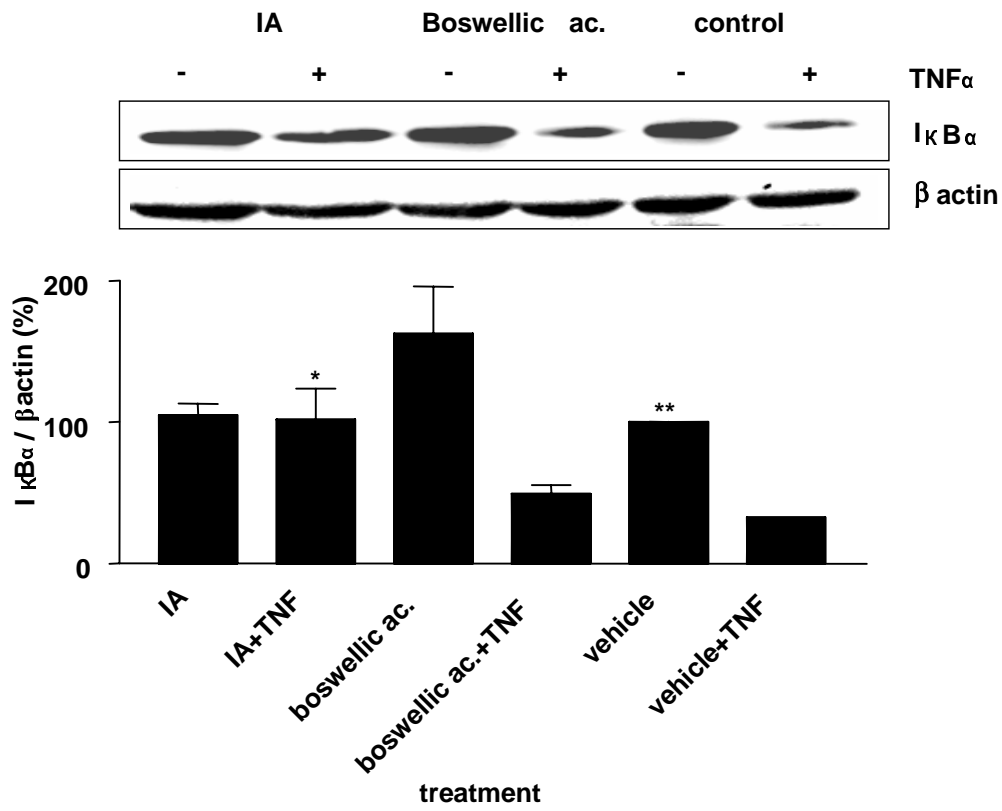 IA Boswellic ac. control
- + - + - + TNFα
IκBα
β actin
200
100
0
IκBα / βactin (%)
*
**
IA
IA+TNF
boswellic ac.
boswellic ac.+TNF
vehicle
vehicle+TNF
treatment